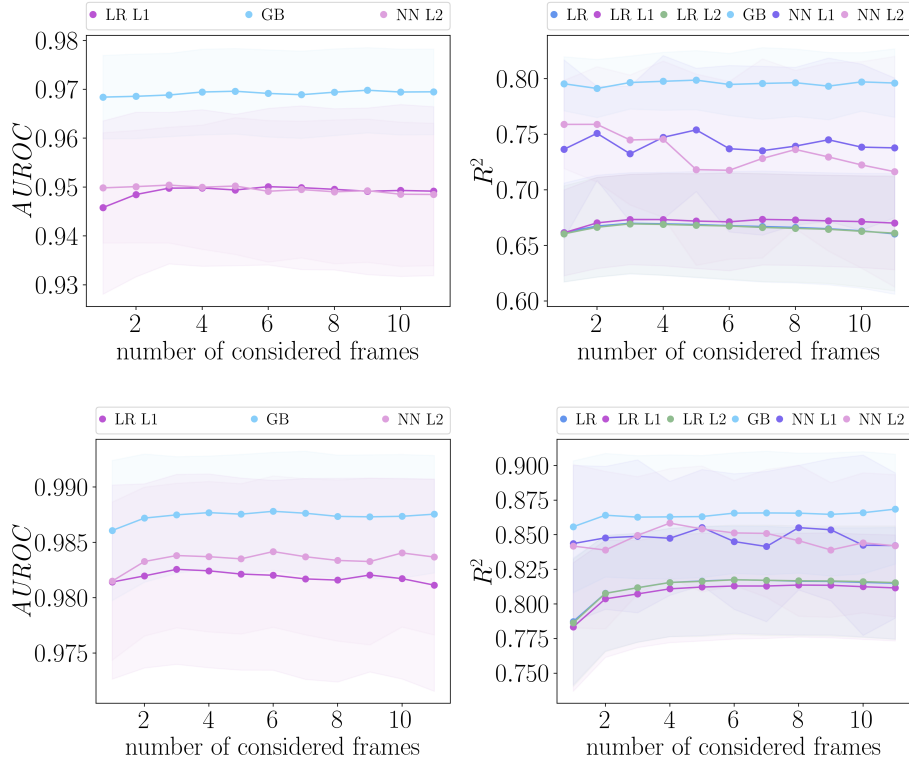 LR L1 GB NN L2
0.98
0.97
0.96
0.95
0.94
0.93
AUROC
2 4 6 8 10
number of considered frames
LR LR L1 LR L2 GB NN L1 NN L2
0.80
0.75
0.70
0.65
0.60
R²
2 4 6 8 10
number of considered frames
LR L1 GB NN L2
0.990
0.985
0.980
0.975
AUROC
2 4 6 8 10
number of considered frames
LR LR L1 LR L2 GB NN L1 NN L2
0.900
0.875
0.850
0.825
0.800
0.775
0.750
R²
2 4 6 8 10
number of considered frames